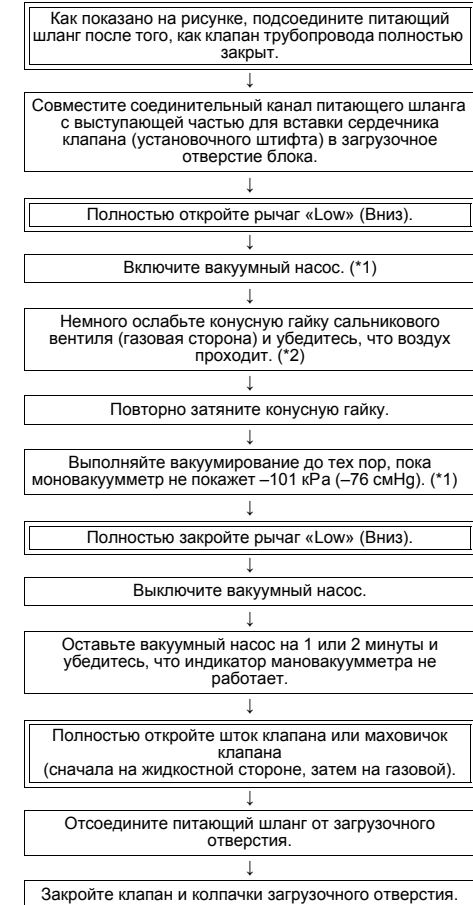 Как показано на рисунке, подсоедините питающий
шланг после того, как клапан трубопровода полностью
закрыт.
↓
Совместите соединительный канал питающего шланга
с выступающей частью для вставки сердечника
клапана (установочного штифта) в загрузочное
отверстие блока.
↓
Полностью откройте рычаг «Low» (Вниз).
↓
Включите вакуумный насос. (*1)
↓
Немного ослабьте конусную гайку сальникового
вентиля (газовая сторона) и убедитесь, что воздух
проходит. (*2)
↓
Повторно затяните конусную гайку.
↓
Выполняйте вакуумирование до тех пор, пока
моновакуумметр не покажет –101 кРа (–76 смHg). (*1)
↓
Полностью закройте рычаг «Low» (Вниз).
↓
Выключите вакуумный насос.
↓
Оставьте вакуумный насос на 1 или 2 минуты и
убедитесь, что индикатор мановакуумметра не
работает.
↓
Полностью откройте шток клапана или маховичок
клапана
(сначала на жидкостной стороне, затем на газовой).
↓
Отсоедините питающий шланг от загрузочного
отверстия.
↓
Закройте клапан и колпачки загрузочного отверстия.